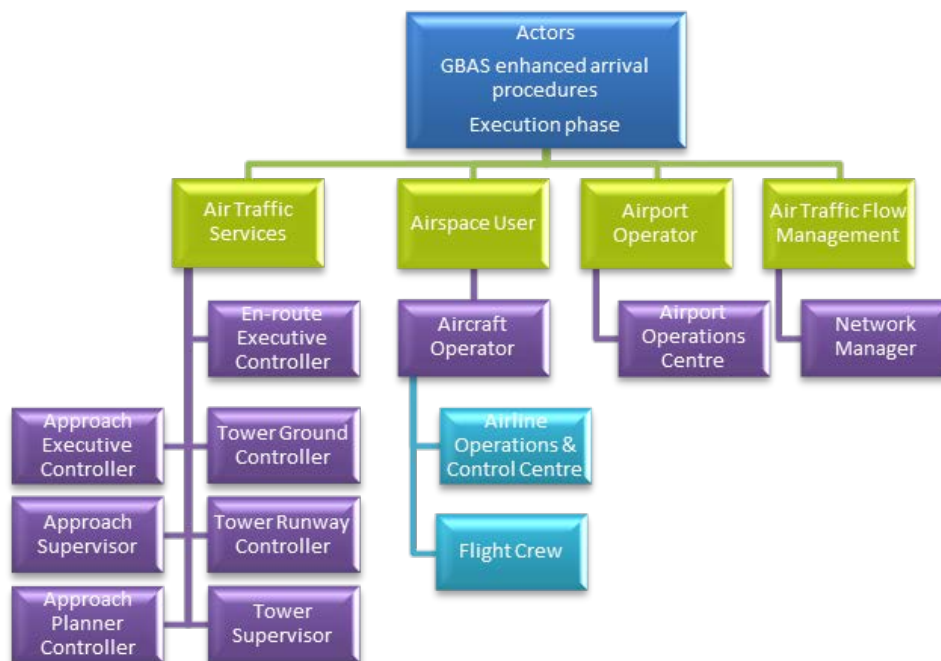 Actors
GBAS enhanced arrival
procedures
Execution phase
Air Traffic
Services
Airspace User
Airport
Operator
Air Traffic Flow
Management
En-route
Executive
Controller
Aircraft
Operator
Airport
Operations
Centre
Network
Manager
Approach
Executive
Controller
Tower Ground
Controller
Airline
Operations &
Control Centre
Approach
Supervisor
Tower Runway
Controller
Flight Crew
Approach
Planner
Controller
Tower
Supervisor